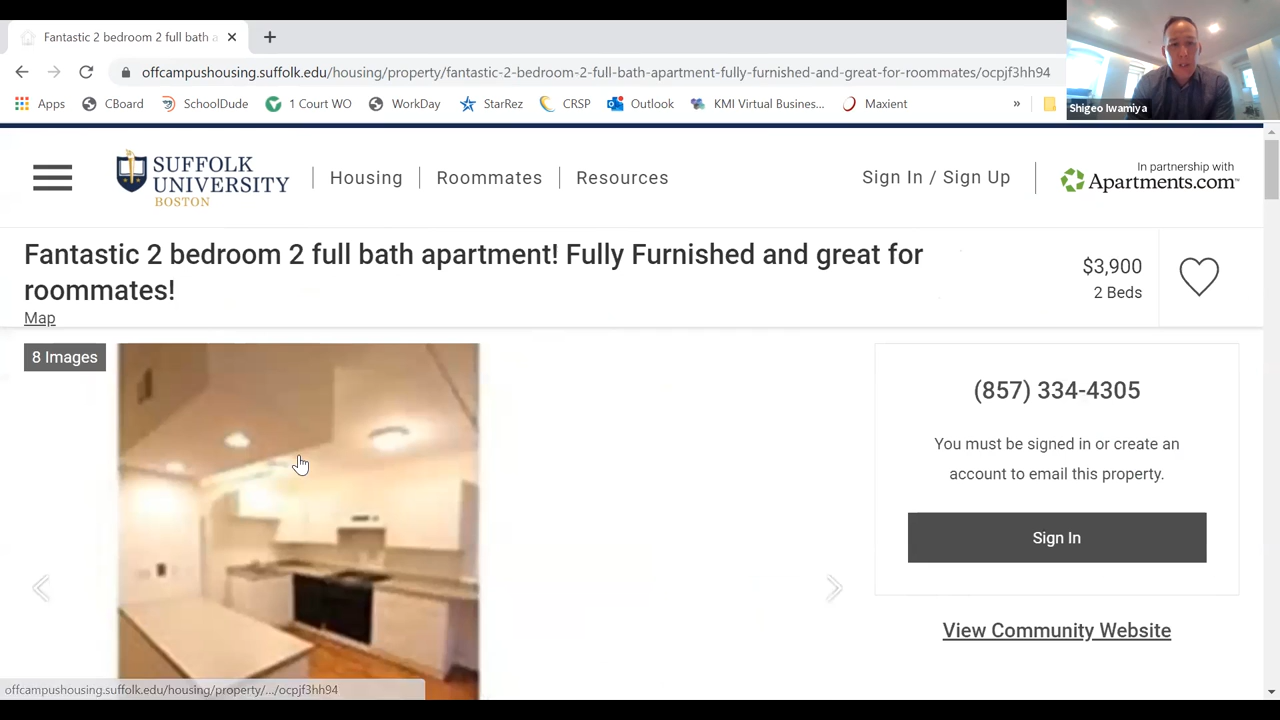 Fantastic 2 bedroom 2 full bath a
offcampushousing.suffolk.edu/housing/property/fantastic-2-bedroom-2-full-bath-apartment-fully-furnished-and-great-for-roommates/ocpjf3hh94
Apps CBoard SchoolDude 1 Court WO WorkDay StarRez CRSP Outlook KMI Virtual Busines... Maxient »
Shigeo Iwamiya
SUFFOLK
UNIVERSITY
BOSTON
Housing Roommates Resources
Sign In / Sign Up
In partnership with
Apartments.com™
Fantastic 2 bedroom 2 full bath apartment! Fully Furnished and great for
roommates!
Map
$3,900
2 Beds
8 Images
(857) 334-4305
You must be signed in or create an
account to email this property.
Sign In
View Community Website
offcampushousing.suffolk.edu/housing/property/.../ocpjf3hh94